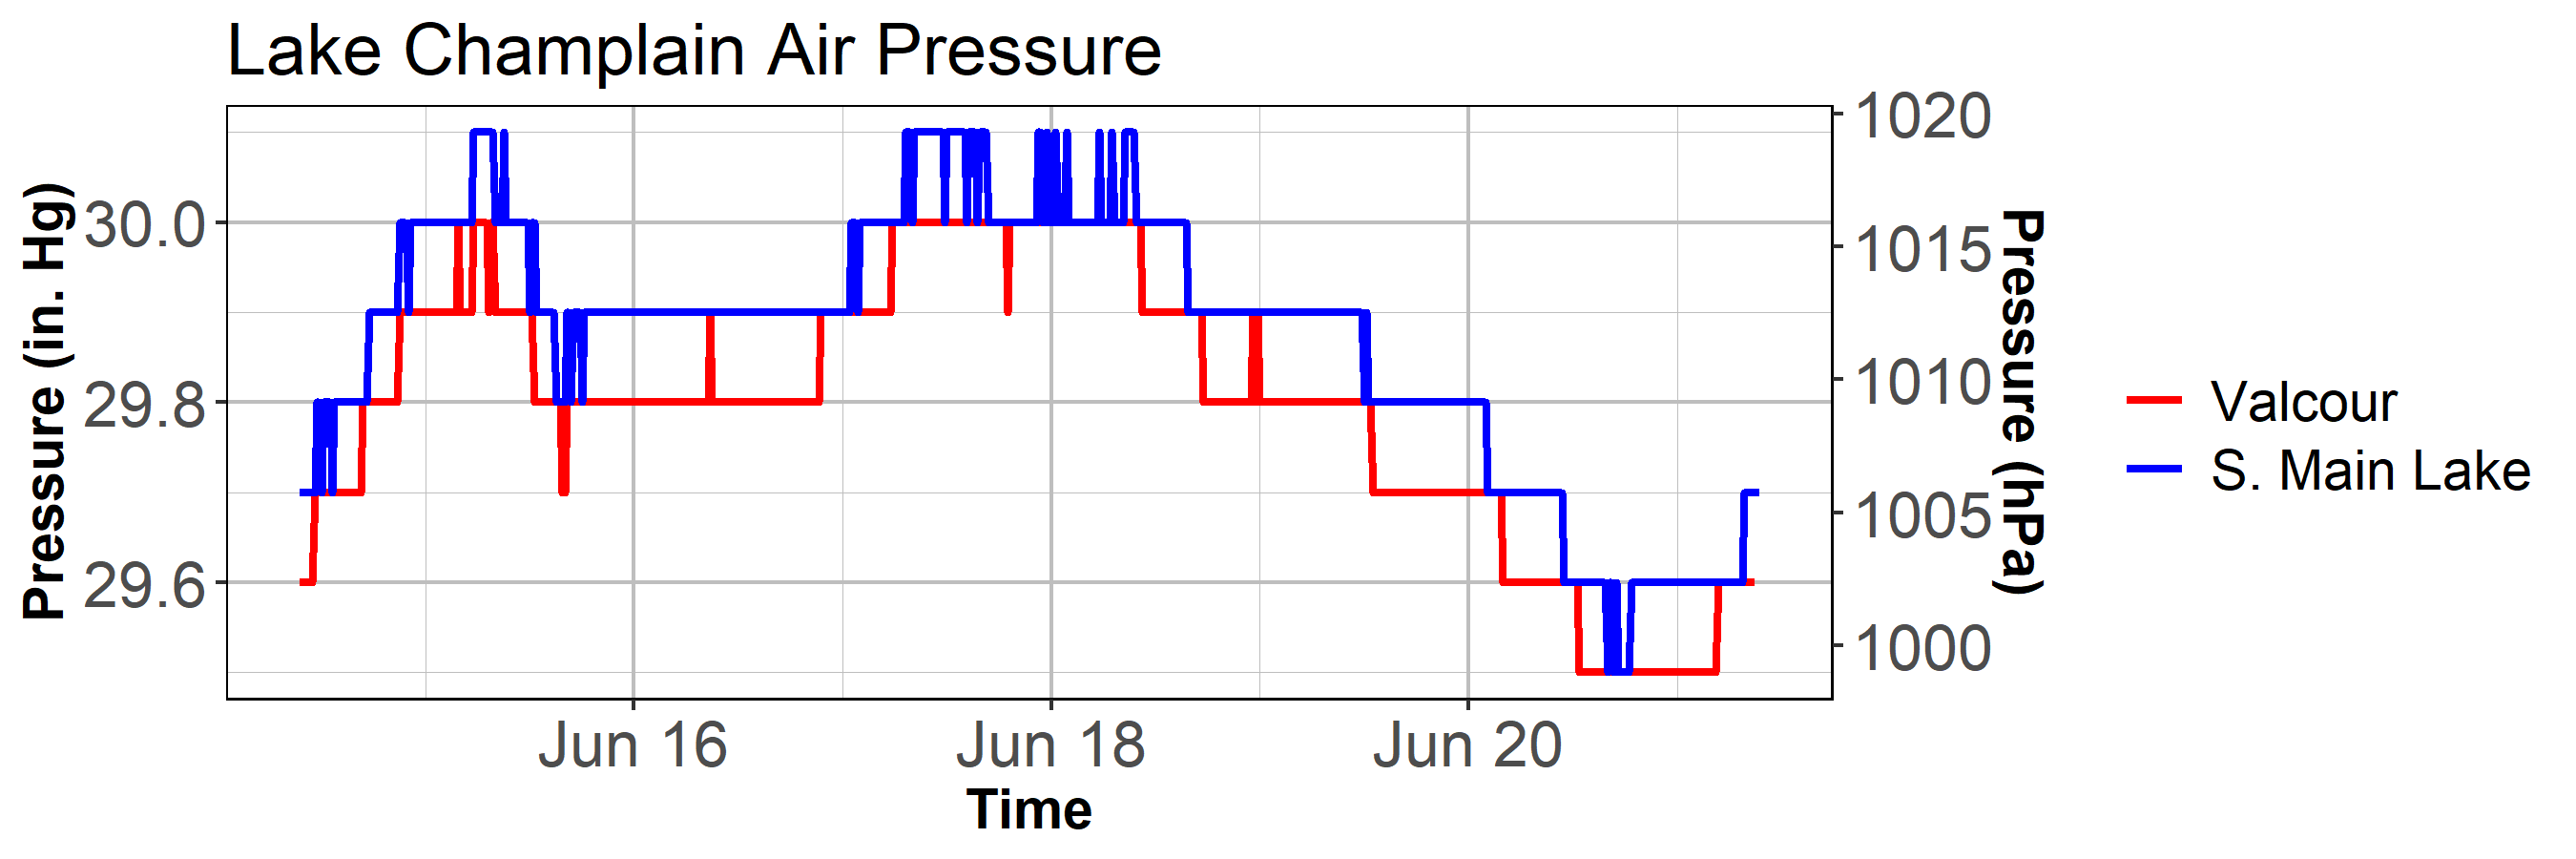 Lake Champlain Air Pressure
Pressure (in. Hg)
30.0
29.8
29.6
1020
1015
1010
1005
1000
Pressure (hPa)
Jun 16
Jun 18
Jun 20
Time
Valcour
S. Main Lake